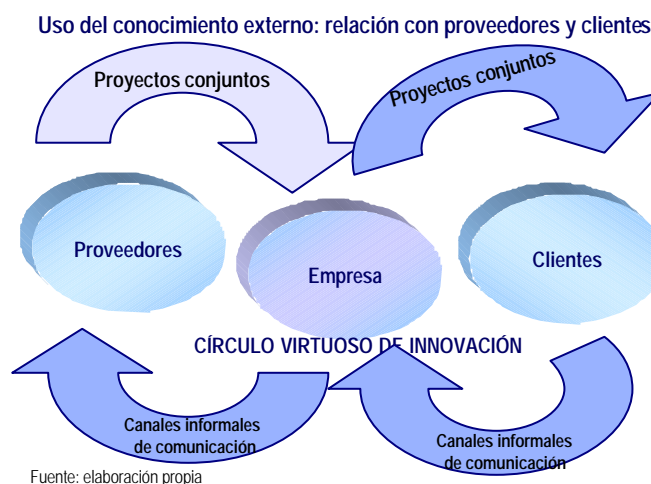 Uso del conocimiento externo: relación con proveedores y clientes
Proyectos conjuntos
Proyectos conjuntos
Proveedores
Empresa
Clientes
CÍRCULO VIRTUOSO DE INNOVACIÓN
Canales informales
de comunicación
Canales informales
de comunicación
Fuente: elaboración propia